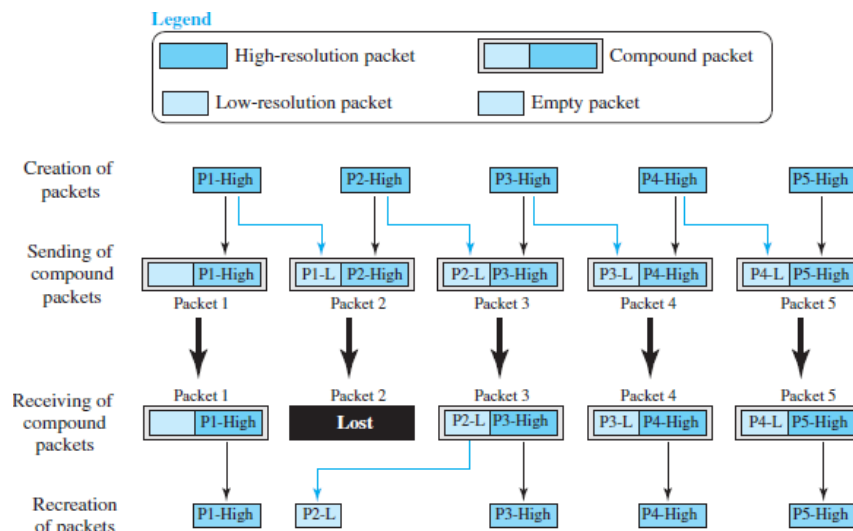 Legend
High-resolution packet
Compound packet
Low-resolution packet
Empty packet
Creation of
packets
P1-High
P2-High
P3-High
P4-High
P5-High
Sending of
compound
packets
P1-High
P1-L P2-High
P2-L P3-High
P3-L P4-High
P4-L P5-High
Packet 1
Packet 2
Packet 3
Packet 4
Packet 5
Receiving of
compound
packets
Packet 1
Packet 2
Packet 3
Packet 4
Packet 5
P1-High
Lost
P2-L P3-High
P3-L P4-High
P4-L P5-High
Recreation
of packets
P1-High
P2-L
P3-High
P4-High
P5-High